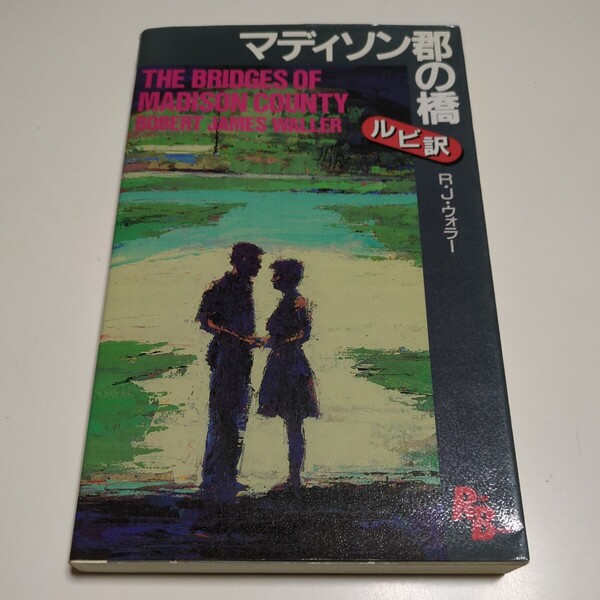 マディソン郡の橋
THE BRIDGES OF
MADISON COUNTY
ROBERT JAMES WALLER
ルビ訳
R・J・ウォラー
R-B